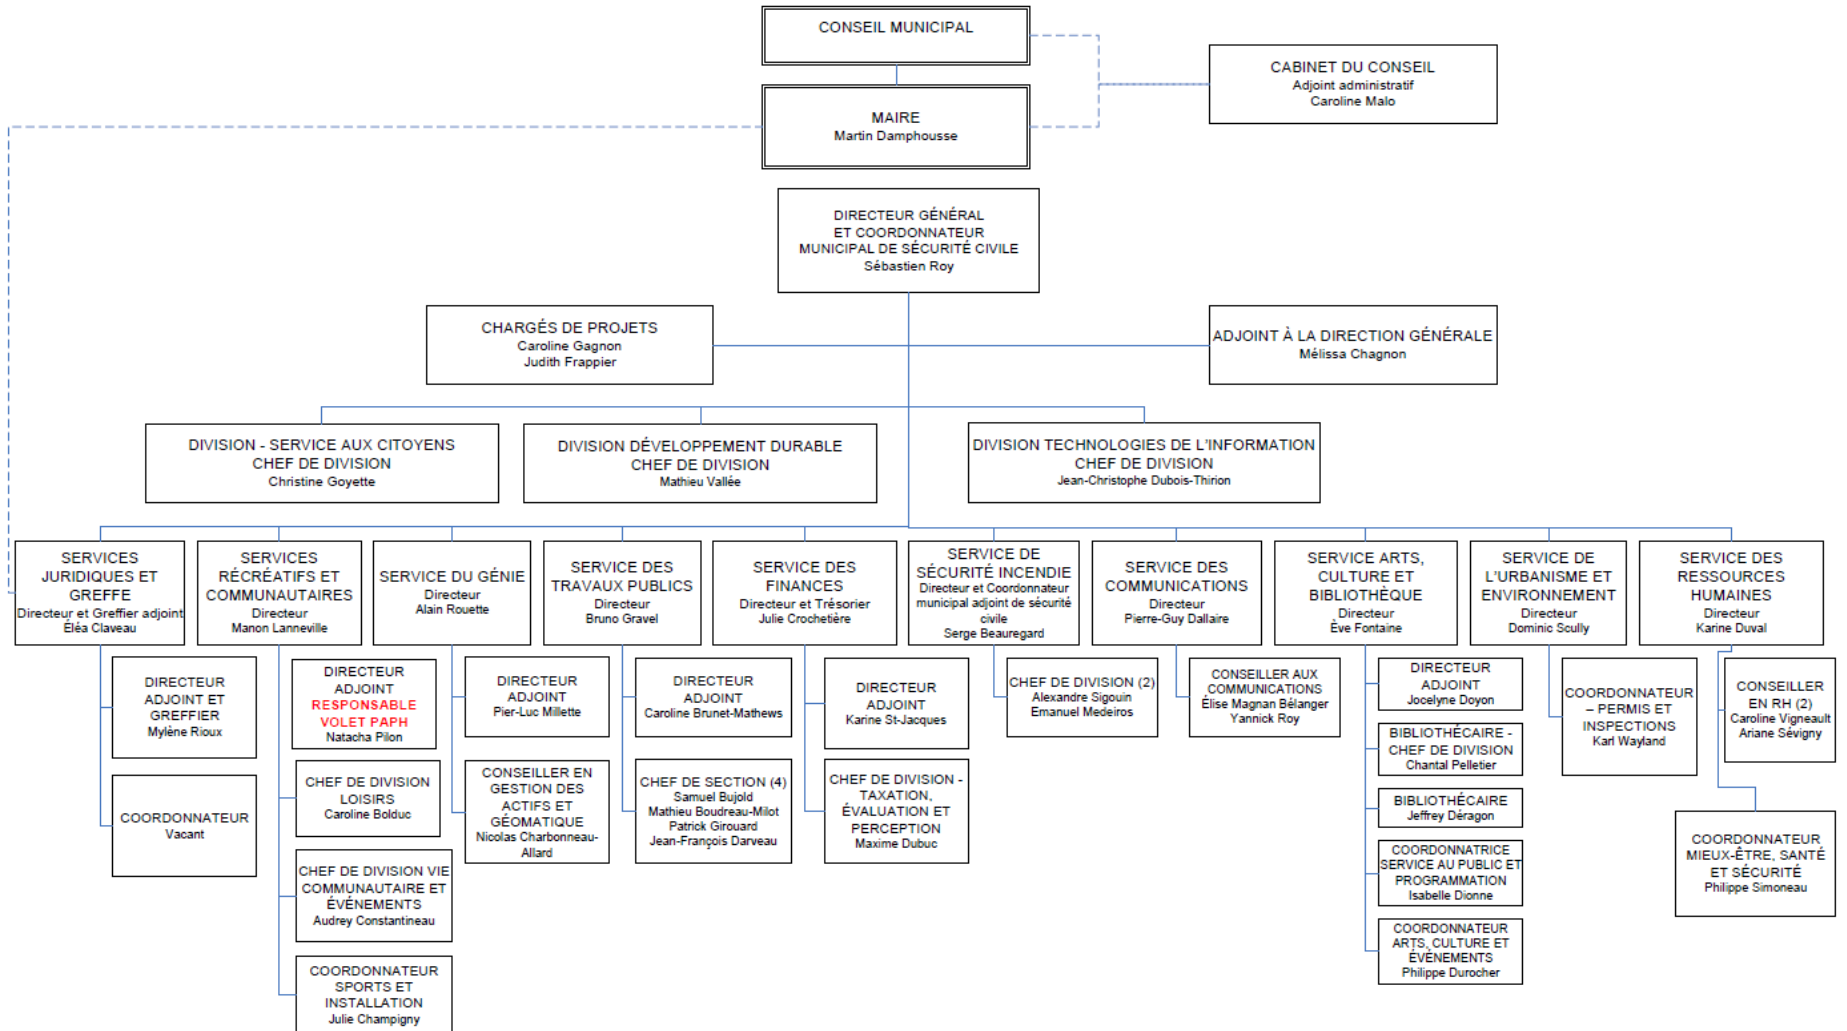 CONSEIL MUNICIPAL
CABINET DU CONSEIL
Adjoint administratif
Caroline Malo
MAIRE
Martin Damphousse
DIRECTEUR GÉNÉRAL
ET COORDONNATEUR
MUNICIPAL DE SÉCURITÉ CIVILE
Sébastien Roy
CHARGÉS DE PROJETS
Caroline Gagnon
Judith Frappier
ADJOINT À LA DIRECTION GÉNÉRALE
Mélissa Chagnon
DIVISION - SERVICE AUX CITOYENS
CHEF DE DIVISION
Christine Goyette
DIVISION DÉVELOPPEMENT DURABLE
CHEF DE DIVISION
Mathieu Vallée
DIVISION TECHNOLOGIES DE L'INFORMATION
CHEF DE DIVISION
Jean-Christophe Dubois-Thirion
SERVICES
JURIDIQUES ET
GREFFE
Directeur et Greffier adjoint
Éléa Claveau
SERVICES
RÉCRÉATIFS ET
COMMUNAUTAIRES
Directeur
Manon Lanneville
SERVICE DU GÉNIE
Directeur
Alain Rouette
SERVICE DES
TRAVAUX PUBLICS
Directeur
Bruno Gravel
SERVICE DES
FINANCES
Directeur et Trésorier
Julie Crochetière
SERVICE DE
SÉCURITÉ INCENDIE
Directeur et Coordonnateur
municipal adjoint de sécurité
civile
Serge Beauregard
SERVICE DES
COMMUNICATIONS
Directeur
Pierre-Guy Dallaire
SERVICE ARTS,
CULTURE ET
BIBLIOTHÈQUE
Directeur
Ève Fontaine
SERVICE DE
L'URBANISME ET
ENVIRONNEMENT
Directeur
Dominic Scully
SERVICE DES
RESSOURCES
HUMAINES
Directeur
Karine Duval
DIRECTEUR
ADJOINT ET
GREFFIER
Mylène Rioux
COORDONNATEUR
Vacant
DIRECTEUR
ADJOINT
RESPONSABLE
VOLET PAPH
Natacha Pilon
CHEF DE DIVISION
LOISIRS
Caroline Bolduc
CHEF DE DIVISION VIE
COMMUNAUTAIRE ET
ÉVÉNEMENTS
Audrey Constantineau
COORDONNATEUR
SPORTS ET
INSTALLATION
Julie Champigny
DIRECTEUR
ADJOINT
Pier-Luc Millette
CONSEILLER EN
GESTION DES
ACTIFS ET
GÉOMATIQUE
Nicolas Charbonneau-
Allard
DIRECTEUR
ADJOINT
Caroline Brunet-Mathews
CHEF DE SECTION (4)
Samuel Bujold
Mathieu Boudreau-Milot
Patrick Girouard
Jean-François Darveau
DIRECTEUR
ADJOINT
Karine St-Jacques
CHEF DE DIVISION -
TAXATION,
ÉVALUATION ET
PERCEPTION
Maxime Dubuc
CHEF DE DIVISION (2)
Alexandre Sigouin
Emanuel Medeiros
CONSEILLER AUX
COMMUNICATIONS
Élise Magnan Bélanger
Yannick Roy
DIRECTEUR
ADJOINT
Jocelyne Doyon
BIBLIOTHÉCAIRE -
CHEF DE DIVISION
Chantal Pelletier
BIBLIOTHÉCAIRE
Jeffrey Déragon
COORDONNATRICE
SERVICE AU PUBLIC ET
PROGRAMMATION
Isabelle Dionne
COORDONNATEUR
ARTS, CULTURE ET
ÉVÉNEMENTS
Philippe Durocher
COORDONNATEUR
– PERMIS ET
INSPECTIONS
Karl Wayland
CONSEILLER
EN RH (2)
Caroline Vigneault
Ariane Sévigny
COORDONNATEUR
MIEUX-ÊTRE, SANTÉ
ET SÉCURITÉ
Philippe Simoneau